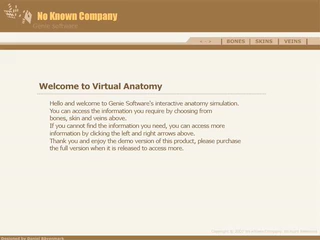 No Known Company
Genie software
BONES | SKINS | VEINS
Welcome to Virtual Anatomy
Hello and welcome to Genie Software's interactive anatomy simulation.
You can access the information you require by choosing from
bones, skin and veins above.
If you cannot find the information you need, you can access more
information by clicking the left and right arrows above.
Thank you and enjoy the demo version of this product, please purchase
the full version when it is released to access more.